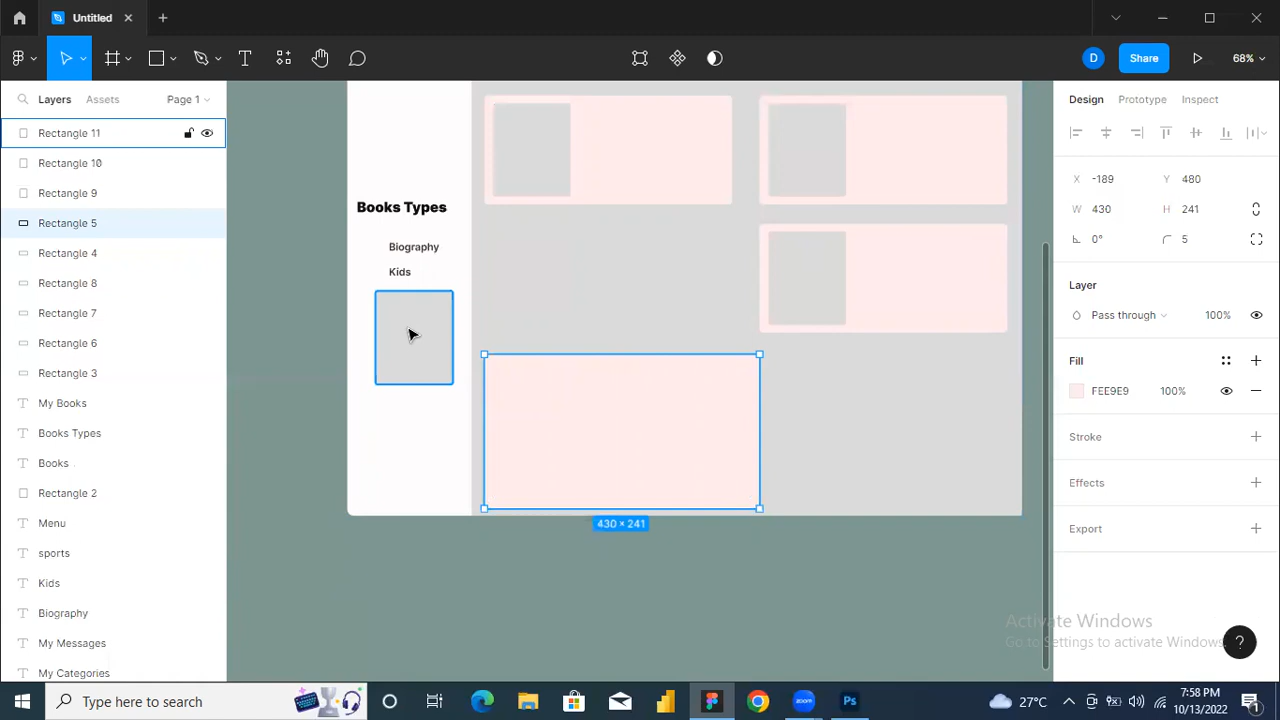 Untitled
Share
68%
Layers
Assets
Page 1
Rectangle 11
Rectangle 10
Rectangle 9
Rectangle 5
Rectangle 4
Rectangle 8
Rectangle 7
Rectangle 6
Rectangle 3
My Books
Books Types
Books
Rectangle 2
Menu
sports
Kids
Biography
My Messages
My Categories
Books Types
Biography
Kids
430 × 241
Design
Prototype
Inspect
X -189
Y 480
W 430
H 241
0°
5
Layer
Pass through
100%
Fill
FEE9E9
100%
Stroke
Effects
Export
Activate Windows
Go to Settings to activate Windows.
D
?
Type here to search
zoom
Ps
27°C
7:58 PM
10/13/2022
1